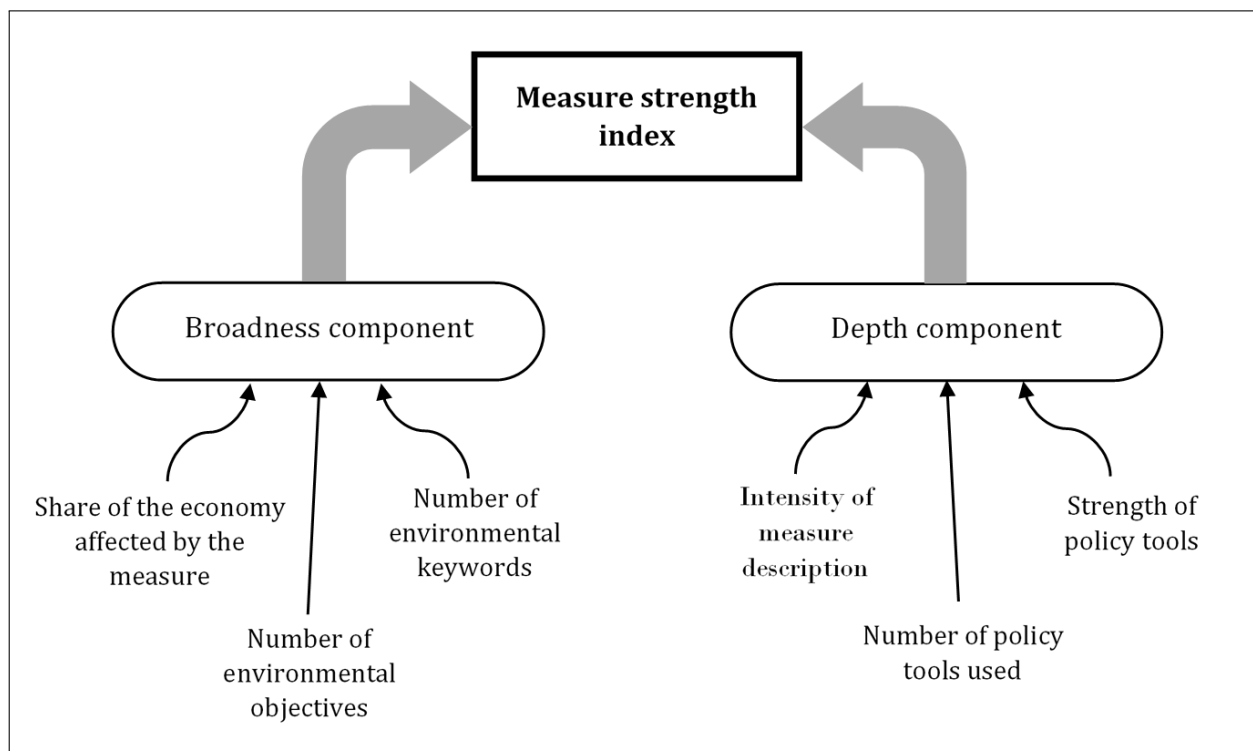 Measure strength
index
Broadness component
Depth component
Share of the economy
affected by the
measure
Number of
environmental
objectives
Number of
environmental
keywords
Intensity of
measure
description
Number of policy
tools used
Strength of
policy tools